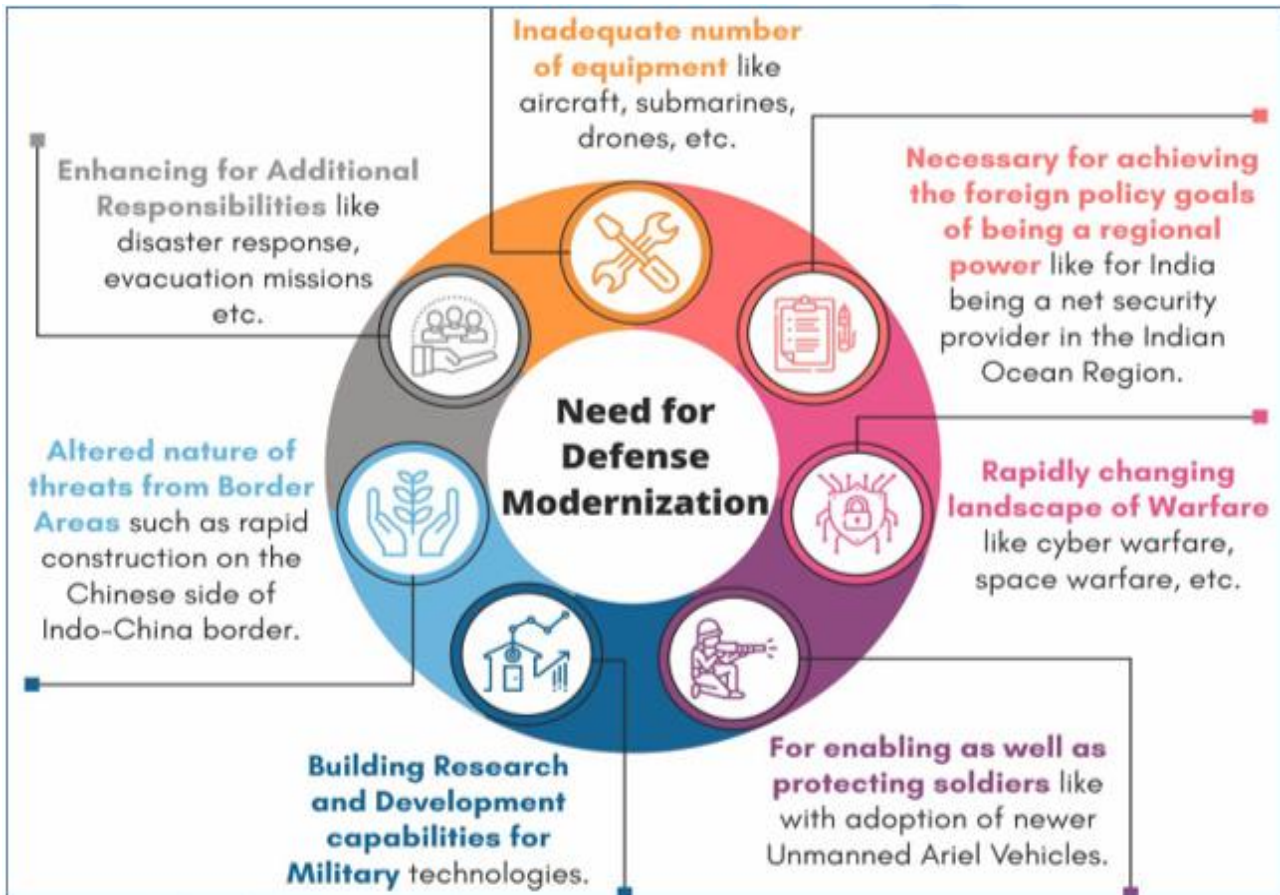 Inadequate number
of equipment like
aircraft, submarines,
drones, etc.
Necessary for achieving
the foreign policy goals
of being a regional
power like for India
being a net security
provider in the Indian
Ocean Region.
Rapidly changing
landscape of Warfare
like cyber warfare,
space warfare, etc.
For enabling as well as
protecting soldiers like
with adoption of newer
Unmanned Ariel Vehicles.
Building Research
and Development
capabilities for
Military technologies.
Altered nature of
threats from Border
Areas such as rapid
construction on the
Chinese side of
Indo-China border.
Enhancing for Additional
Responsibilities like
disaster response,
evacuation missions
etc.
Need for
Defense
Modernization